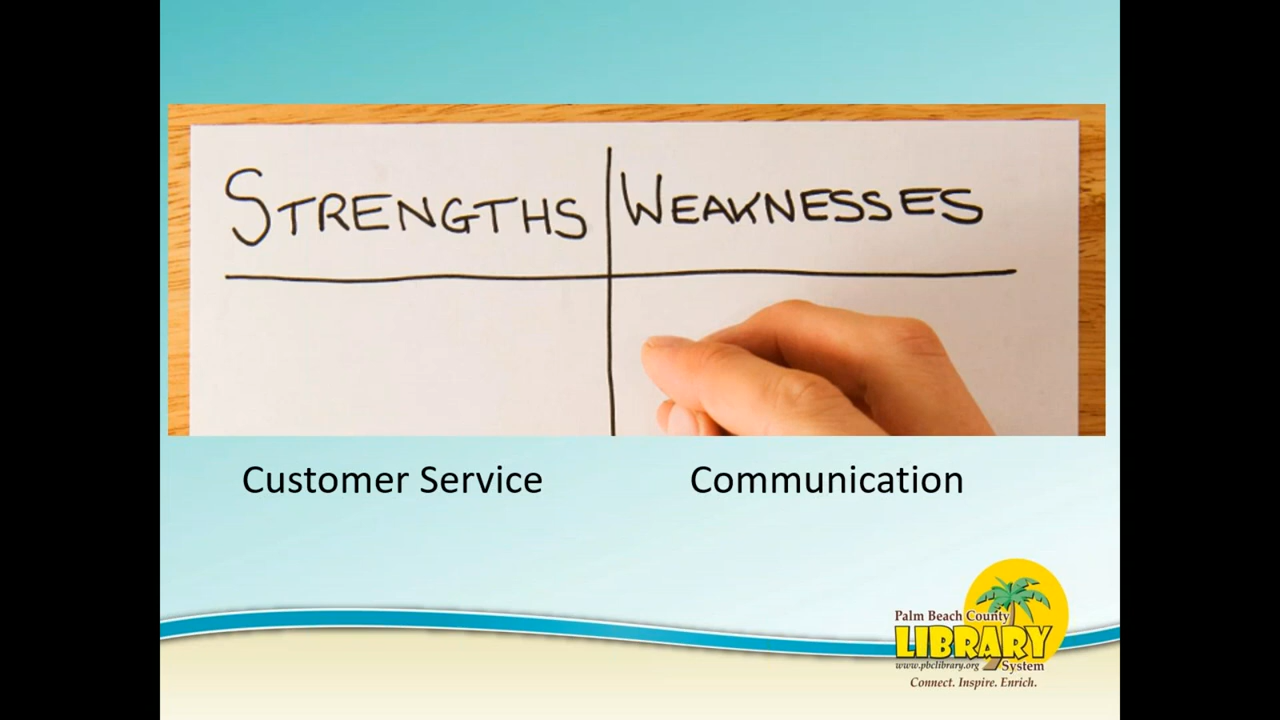 STRENGTHS WEAKNESSES
Customer Service Communication
Palm Beach County
LIBRARY
www.pbclibrary.org System
Connect. Inspire. Enrich.